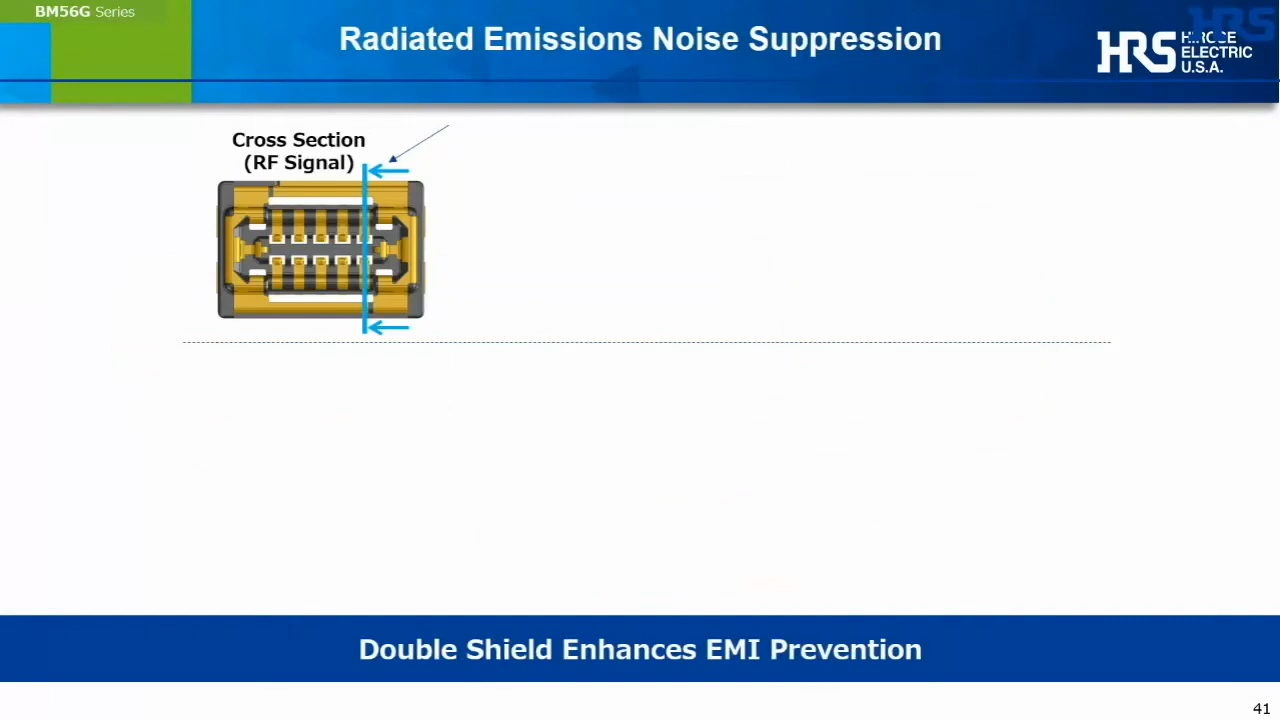 BM56G Series
Radiated Emissions Noise Suppression
HRS
ELECTRIC
U.S.A.
Cross Section
(RF Signal)
Double Shield Enhances EMI Prevention
41